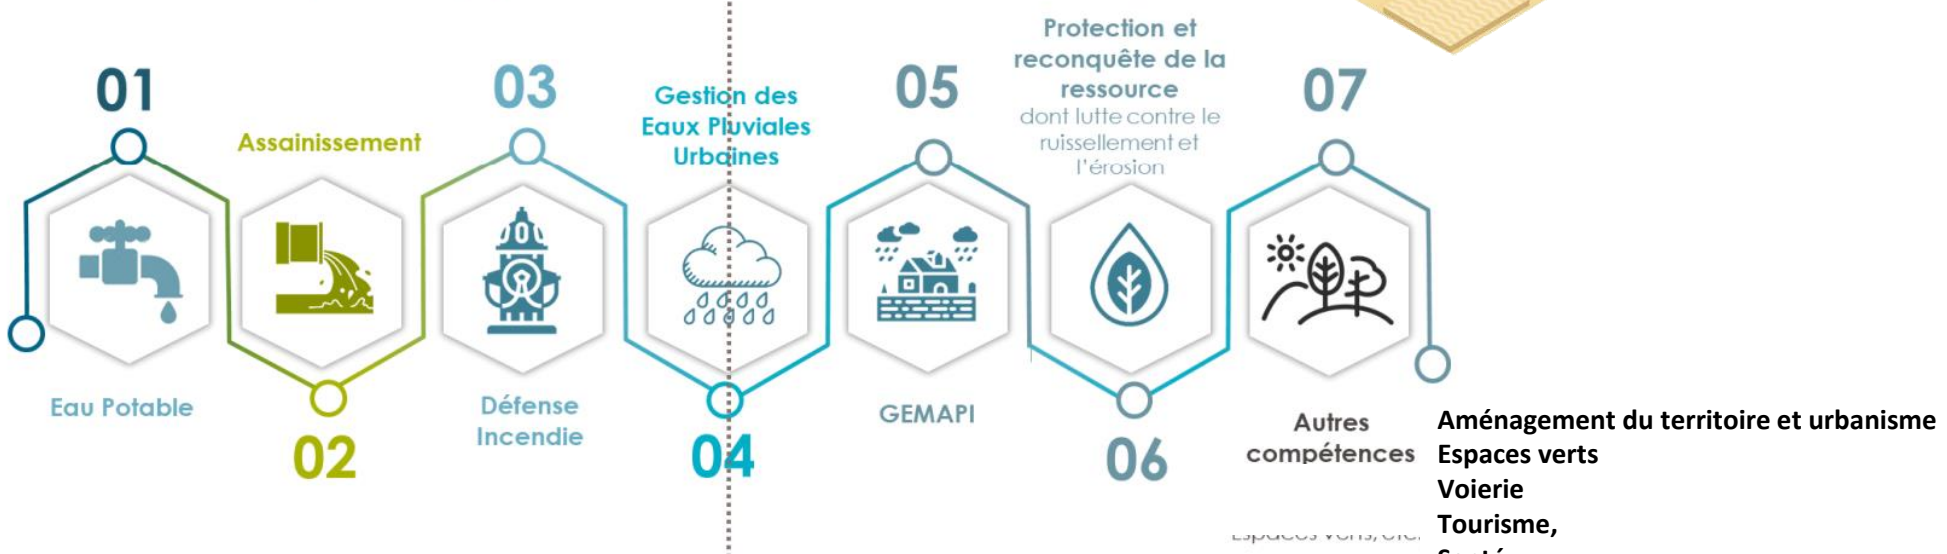 01
Eau Potable
Assainissement
02
03
Défense
Incendie
Gestion des
Eaux Pluviales
Urbaines
04
05
GEMAPI
Protection et
reconquête de la
ressource
dont lutte contre le
ruissellement et
l'érosion
06
07
Autres
compétences
Aménagement du territoire et urbanisme
Espaces verts
Voierie
Tourisme,